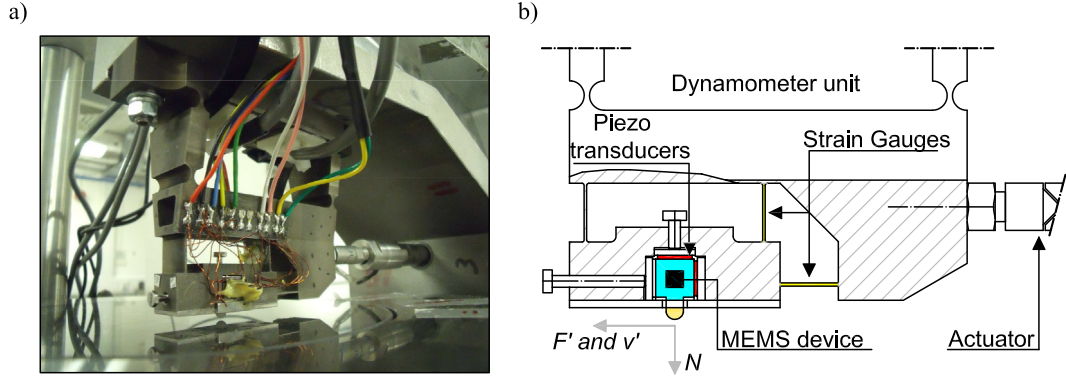 a)
b)
Dynamometer unit
Piezo
transducers
Strain Gauges
F' and v'
N
MEMS device
Actuator